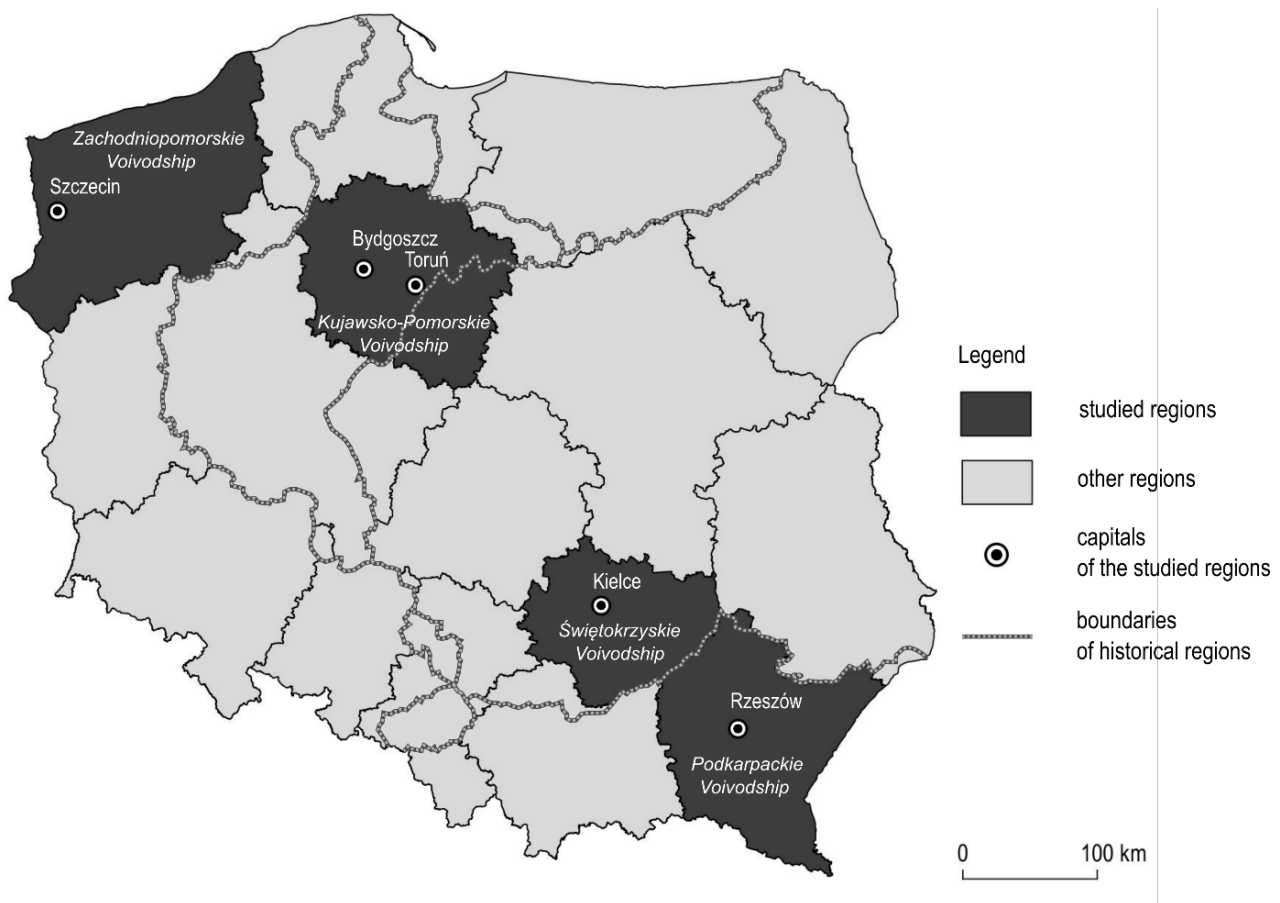 Zachodniopomorskie
Voivodship
Szczecin
Bydgoszcz
Toruń
Kujawsko-Pomorskie
Voivodship
Kielce
Świętokrzyskie
Voivodship
Rzeszów
Podkarpackie
Voivodship
Legend
studied regions
other regions
capitals
of the studied regions
boundaries
of historical regions
0 100 km